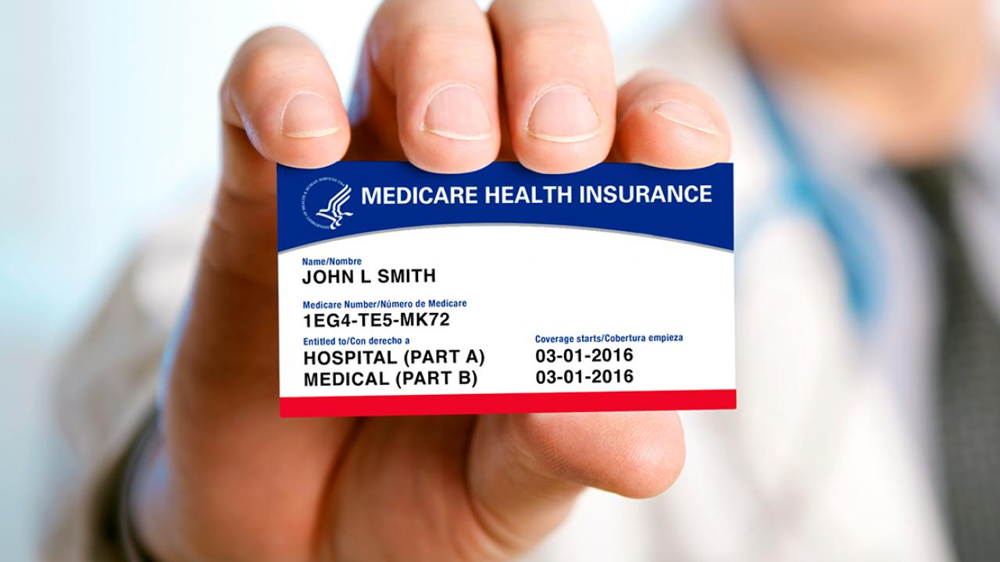 MEDICARE HEALTH INSURANCE
Name/Nombre
JOHN L SMITH
Medicare Number/Número de Medicare
1EG4-TE5-MK72
Entitled to/Con derecho a
Coverage starts/Cobertura empieza
HOSPITAL (PART A)
03-01-2016
MEDICAL (PART B)
03-01-2016